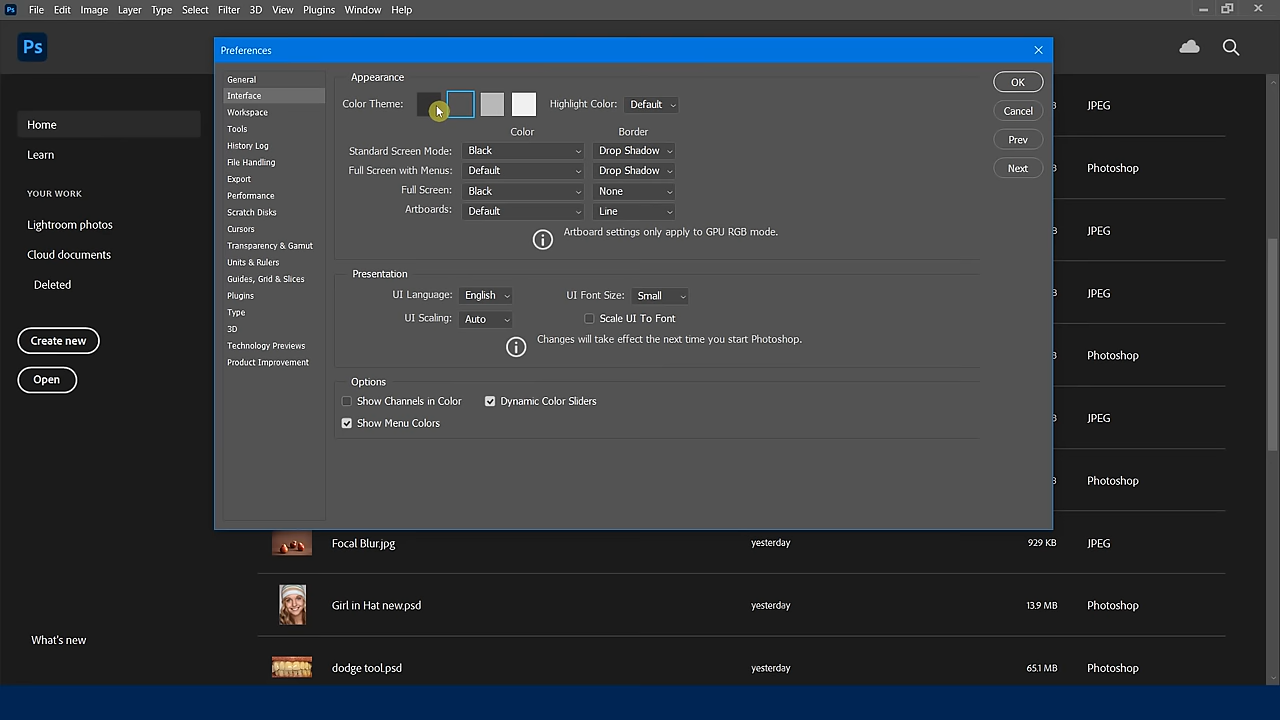 Ps File Edit Image Layer Type Select Filter 3D View Plugins Window Help
Ps
Home
Learn
YOUR WORK
Lightroom photos
Cloud documents
Deleted
Create new
Open
What's new
Preferences
General
Interface
Workspace
Tools
History Log
File Handling
Export
Performance
Scratch Disks
Cursors
Transparency & Gamut
Units & Rulers
Guides, Grid & Slices
Plugins
Type
3D
Technology Previews
Product Improvement
Appearance
Color Theme: Highlight Color: Default
Color Border
Standard Screen Mode: Black Drop Shadow
Full Screen with Menus: Default Drop Shadow
Full Screen: Black None
Artboards: Default Line
Artboard settings only apply to GPU RGB mode.
Presentation
UI Language: English UI Font Size: Small
UI Scaling: Auto Scale UI To Font
Changes will take effect the next time you start Photoshop.
Options
Show Channels in Color Dynamic Color Sliders
Show Menu Colors
OK
Cancel
Prev
Next
JPEG
Photoshop
JPEG
JPEG
Photoshop
JPEG
Photoshop
Focal Blur.jpg yesterday 929 KB JPEG
Girl in Hat new.psd yesterday 13.9 MB Photoshop
dodge tool.psd yesterday 65.1 MB Photoshop